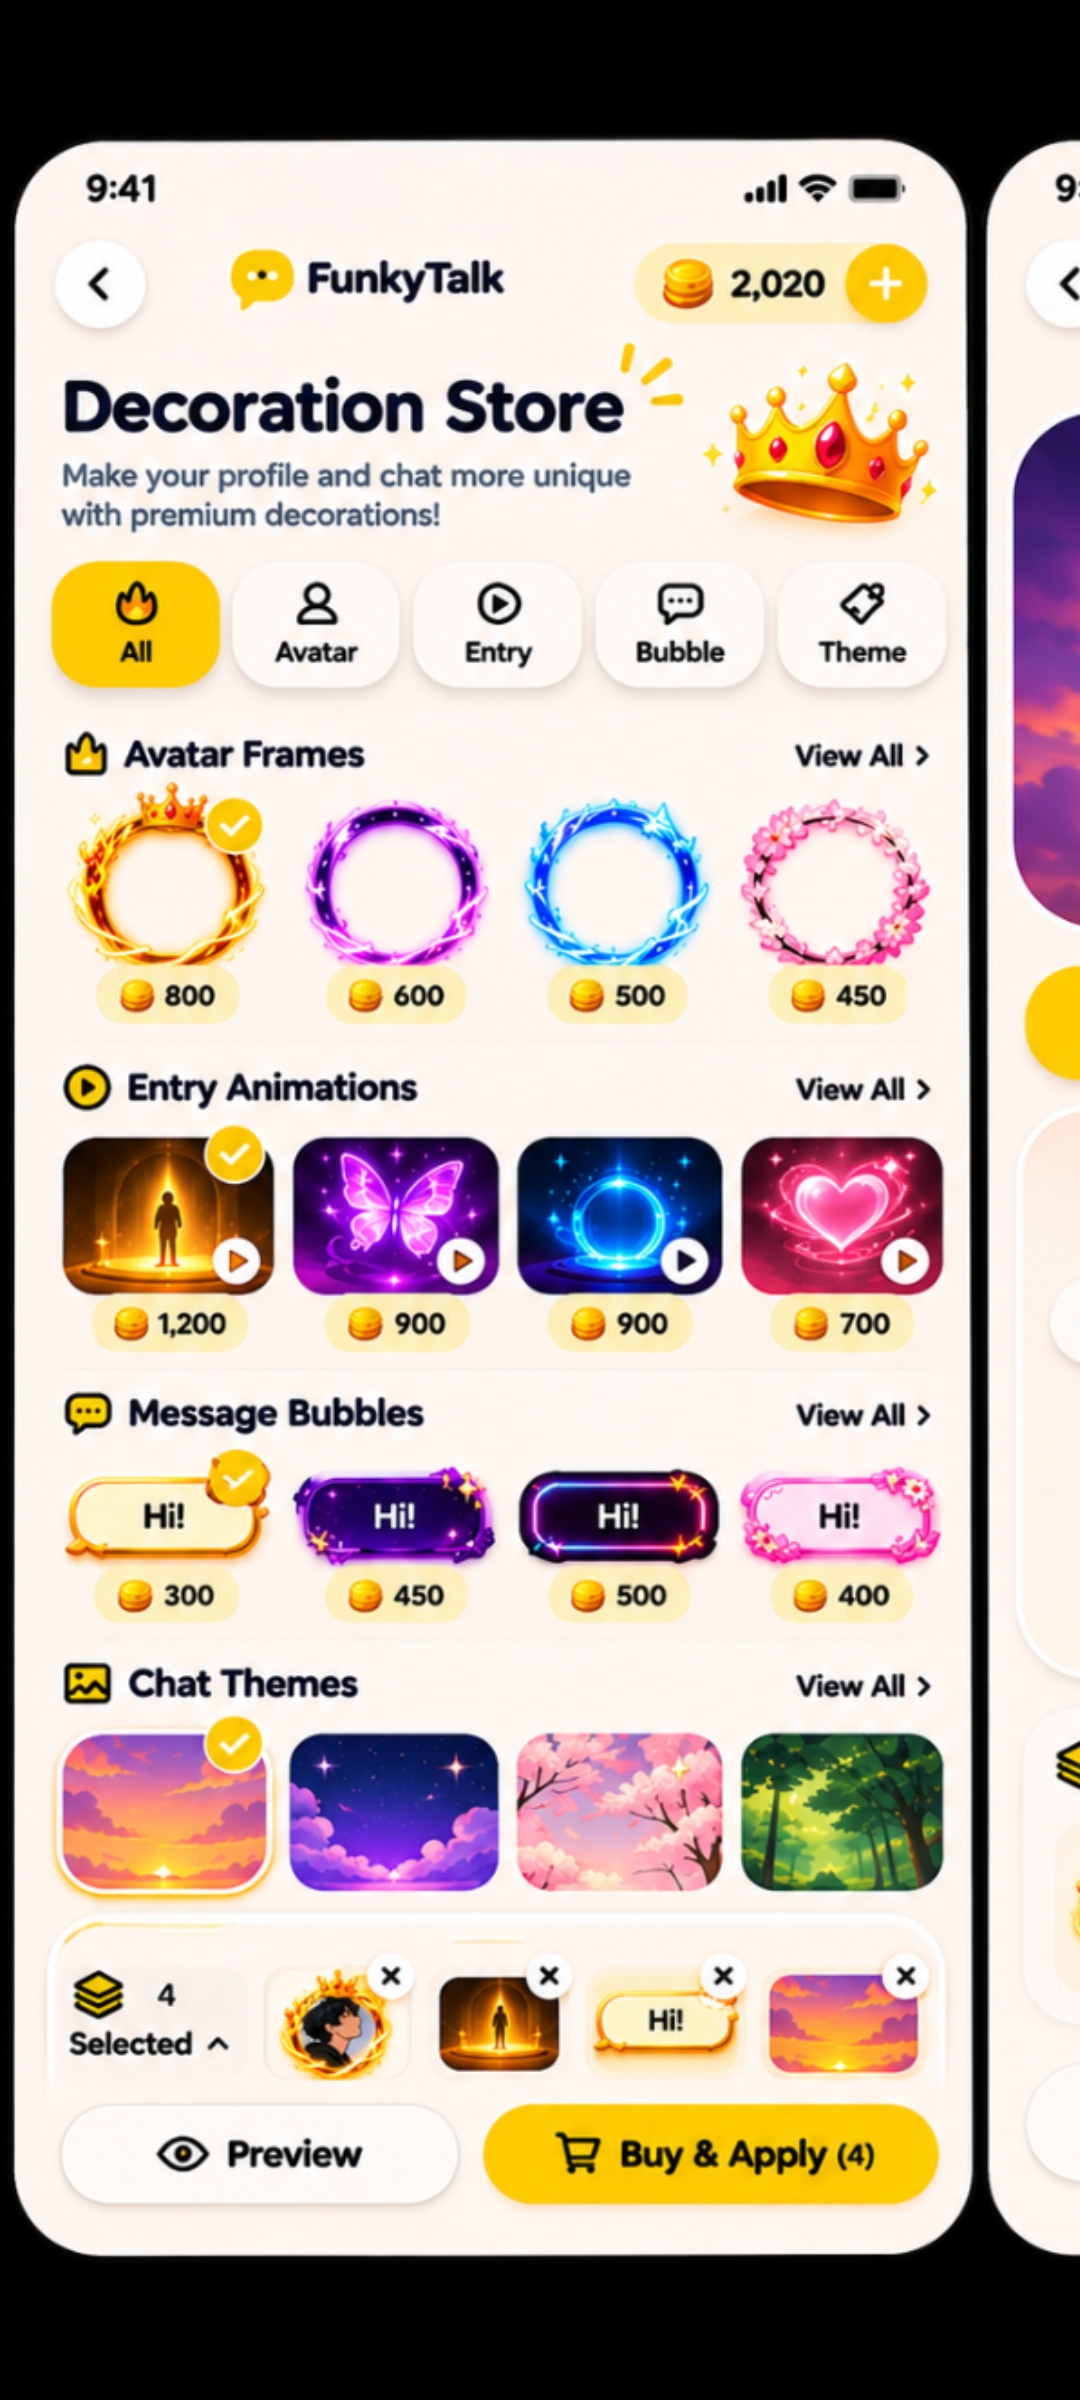 9:41
FunkyTalk
2,020
Decoration Store
Make your profile and chat more unique
with premium decorations!
All
Avatar
Entry
Bubble
Theme
Avatar Frames
View All
800
600
500
450
Entry Animations
View All
1,200
900
900
700
Message Bubbles
View All
Hi!
Hi!
Hi!
Hi!
300
450
500
400
Chat Themes
View All
4
Selected
Hi!
Preview
Buy & Apply (4)